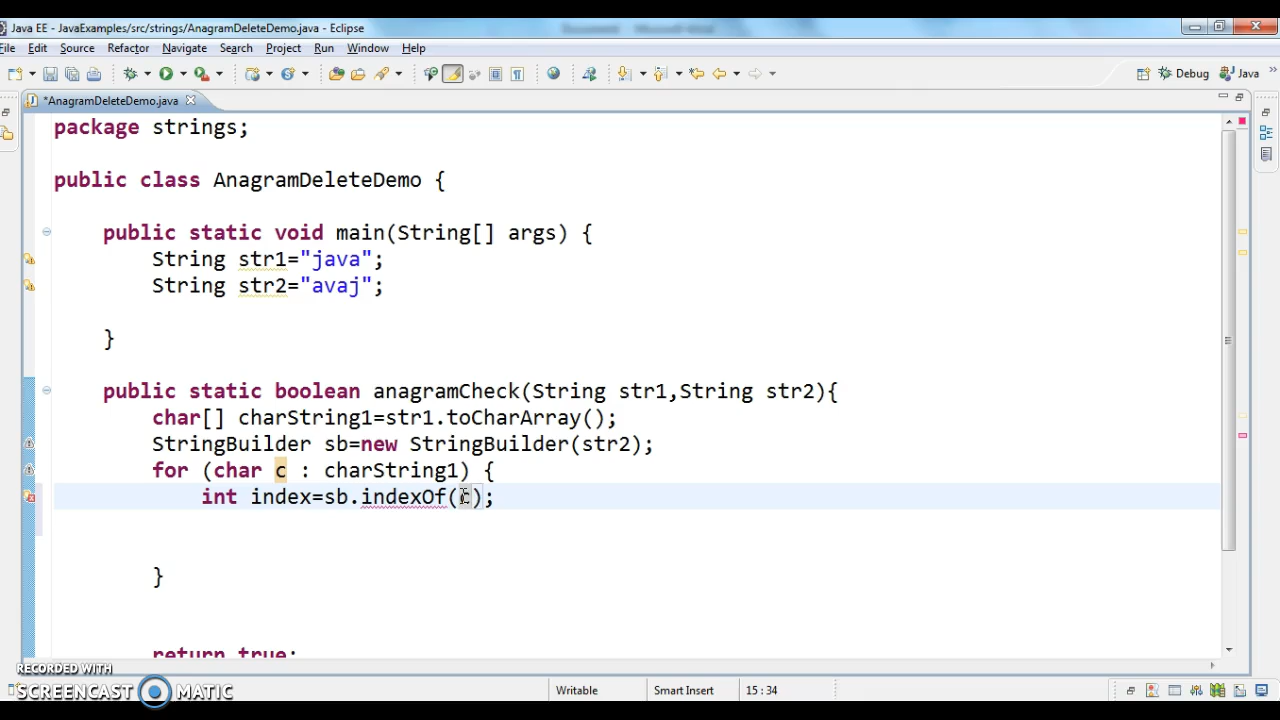 Java EE - JavaExamples/src/strings/AnagramDeleteDemo.java - Eclipse
File Edit Source Refactor Navigate Search Project Run Window Help
Debug Java
*AnagramDeleteDemo.java
package strings;
public class AnagramDeleteDemo {
public static void main(String[] args) {
String str1="java";
String str2="avaj";
}
public static boolean anagramCheck(String str1,String str2){
char[] charString1=str1.toCharArray();
StringBuilder sb=new StringBuilder(str2);
for (char c : charString1) {
int index=sb.indexOf(c);
}
return true;
RECORDED WITH
SCREENCAST MATIC
Writable Smart Insert 15 : 34